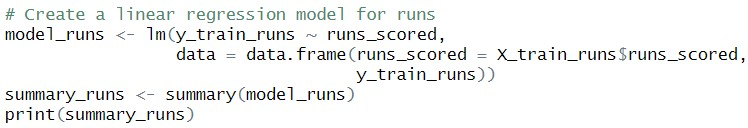 # Create a linear regression model for runs
model_runs <- lm(y_train_runs ~ runs_scored,
                 data = data.frame(runs_scored = X_train_runs$runs_scored,
                                   y_train_runs))
summary_runs <- summary(model_runs)
print(summary_runs)